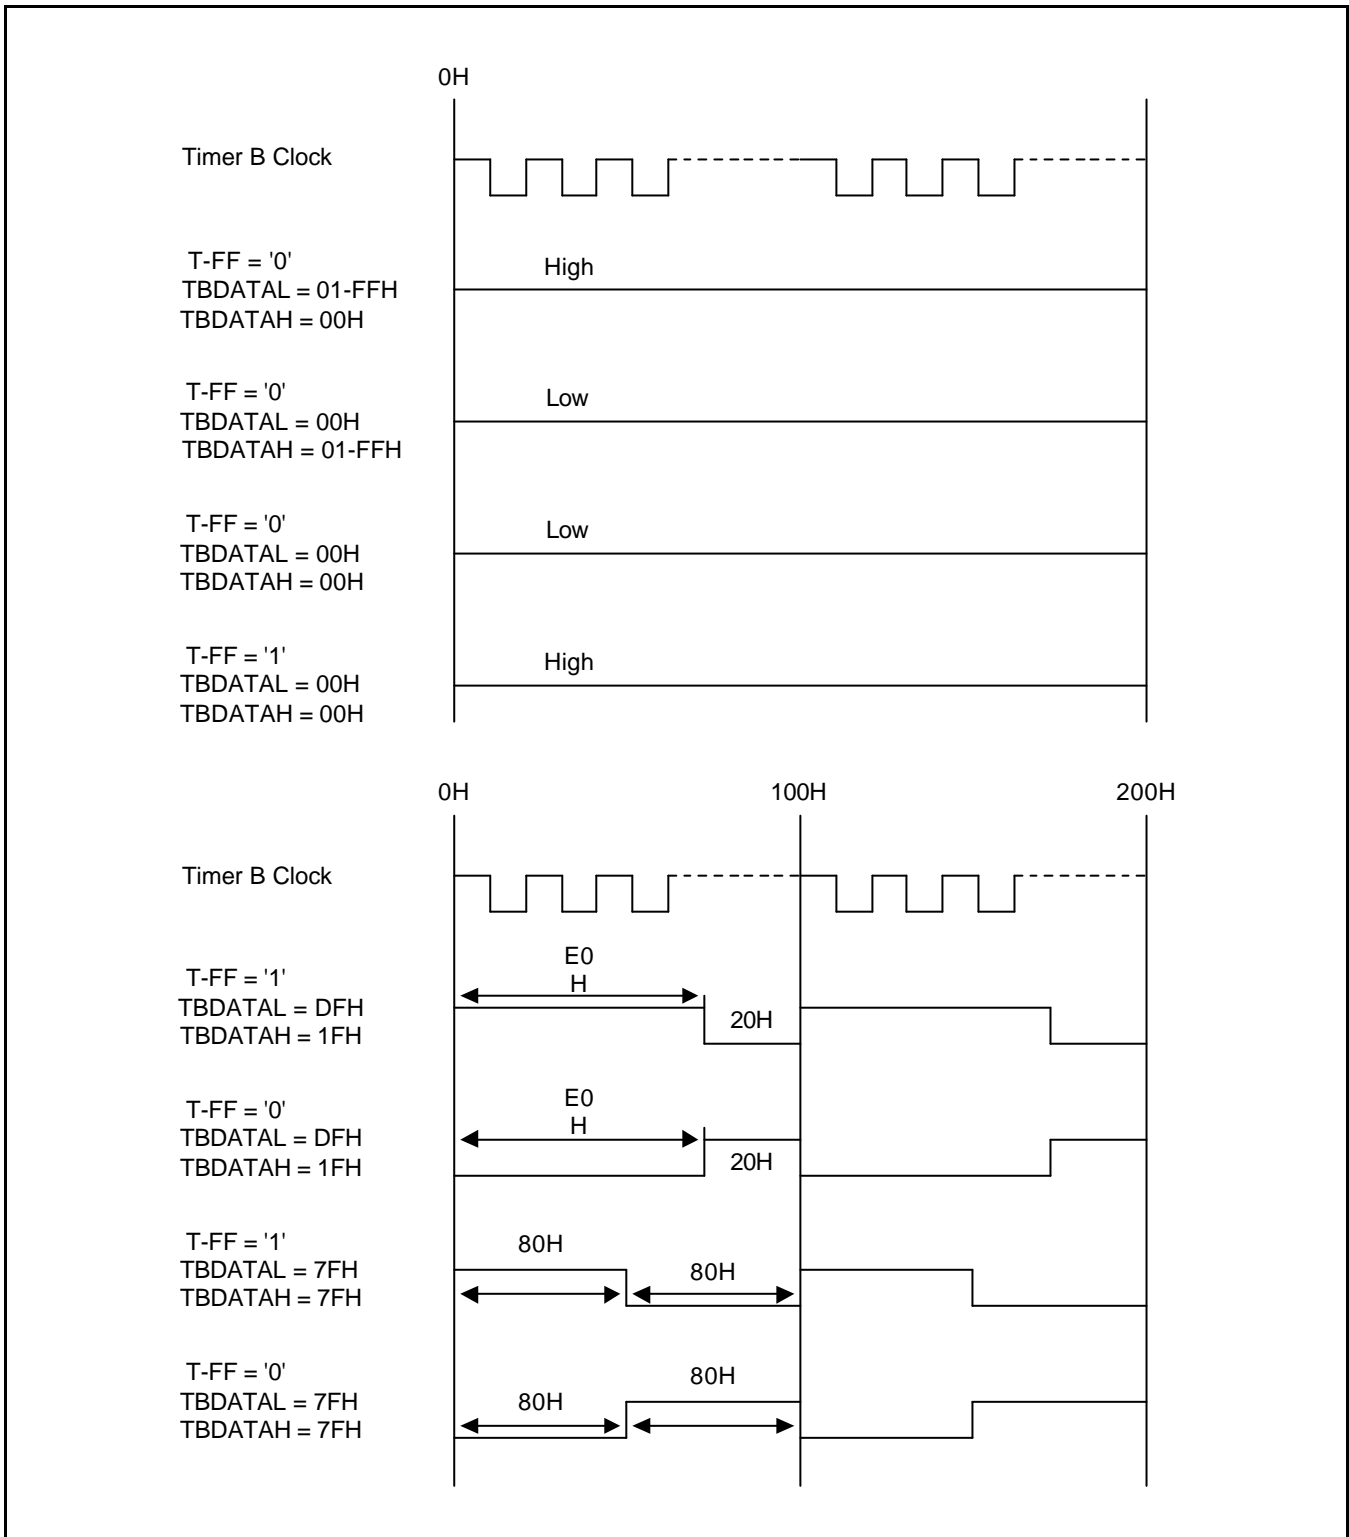 0H
Timer B Clock
T-FF = '0'
TBDATAL = 01-FFH
TBDATAH = 00H
High
T-FF = '0'
TBDATAL = 00H
TBDATAH = 01-FFH
Low
T-FF = '0'
TBDATAL = 00H
TBDATAH = 00H
Low
T-FF = '1'
TBDATAL = 00H
TBDATAH = 00H
High
0H 100H 200H
Timer B Clock
T-FF = '1'
TBDATAL = DFH
TBDATAH = 1FH
E0
H
20H
T-FF = '0'
TBDATAL = DFH
TBDATAH = 1FH
E0
H
20H
T-FF = '1'
TBDATAL = 7FH
TBDATAH = 7FH
80H
80H
T-FF = '0'
TBDATAL = 7FH
TBDATAH = 7FH
80H
80H